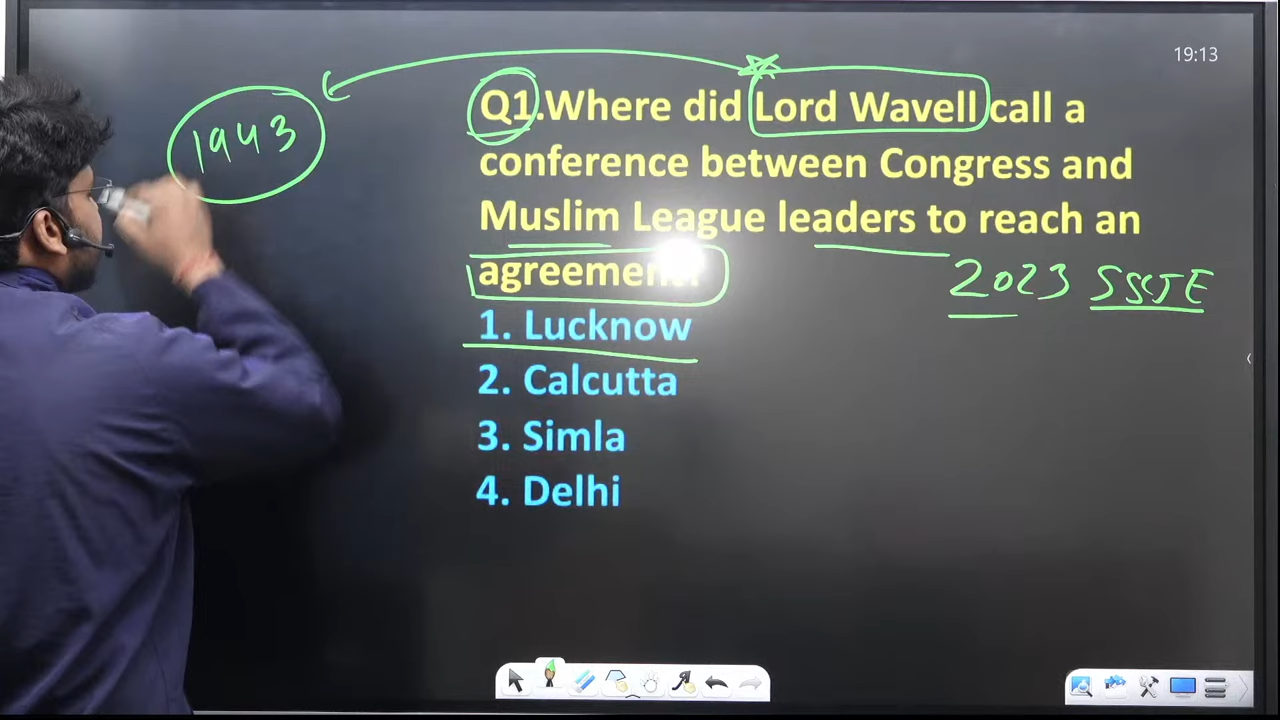 19:13
1943
Q1.Where did Lord Wavell call a
conference between Congress and
Muslim League leaders to reach an
agreement?
2023 SSCJE
1. Lucknow
2. Calcutta
3. Simla
4. Delhi